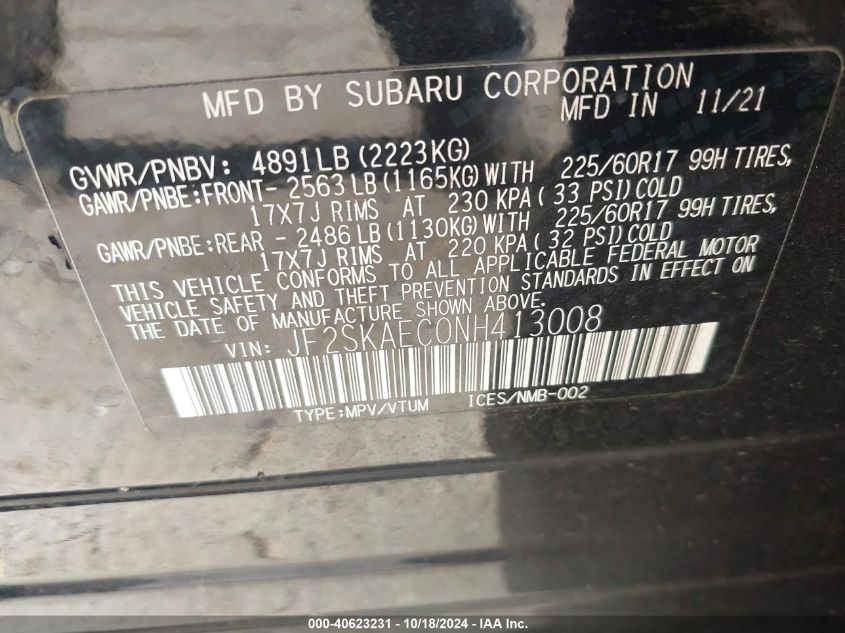 MFD BY SUBARU CORPORATION
MFD IN 11/21
GVWR/PNBV: 4891LB (2223KG)
GAWR/PNBE:FRONT- 2563 LB (1165KG) WITH 225/60R17 99H TIRES,
17X7J RIMS AT 230 KPA ( 33 PSI) COLD
GAWR/PNBE:REAR - 2486 LB (1130KG) WITH 225/60R17 99H TIRES,
17X7J RIMS AT 220 KPA ( 32 PSI) COLD
THIS VEHICLE CONFORMS TO ALL APPLICABLE FEDERAL MOTOR
VEHICLE SAFETY AND THEFT PREVENTION STANDARDS IN EFFECT ON
THE DATE OF MANUFACTURE SHOWN ABOVE.
VIN: JF2SKAEC0NH413008
TYPE:MPV/VTUM ICES/NMB-002
000-40623231 - 10/18/2024 - IAA Inc.